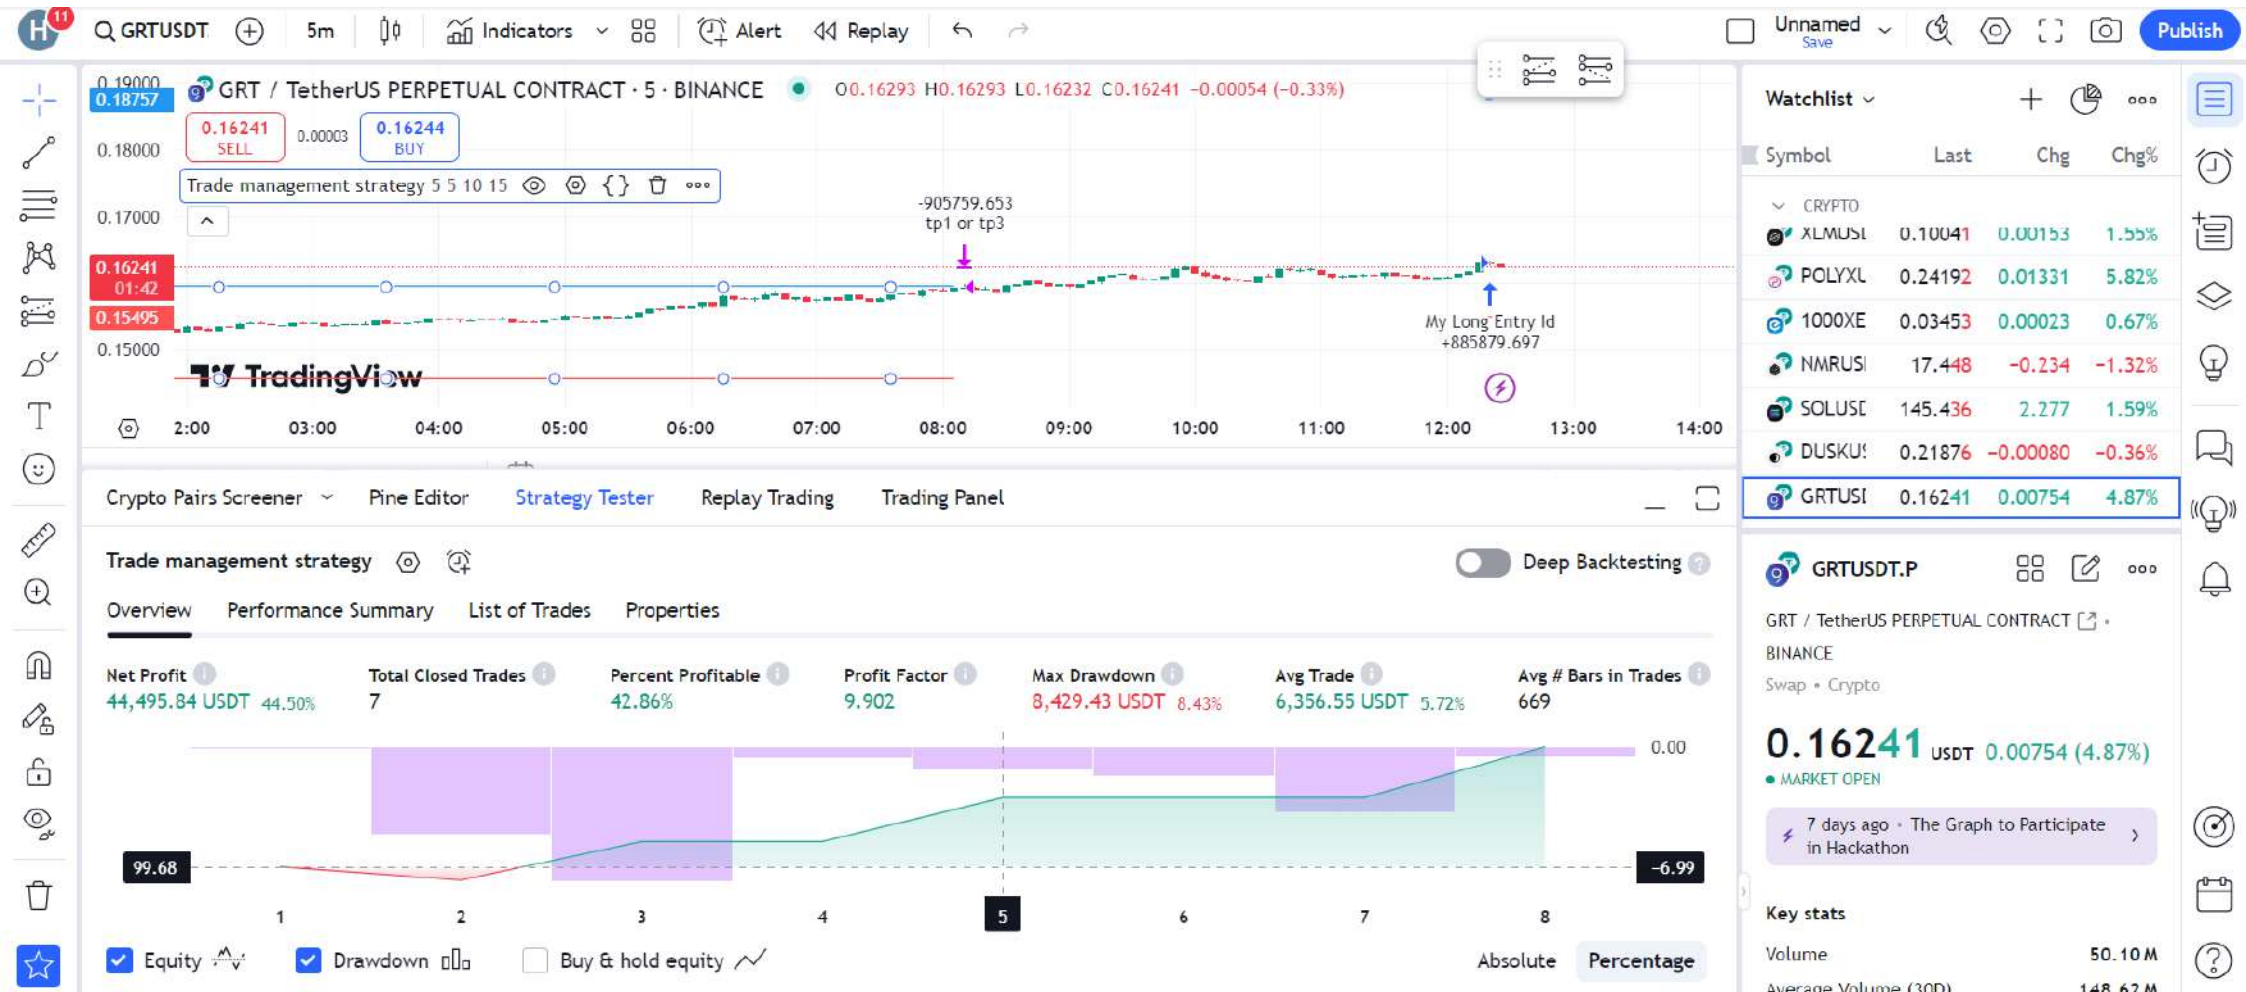 H 11 GRTUSDT 5m Indicators Alert Replay Unnamed Save Publish
0.19000
0.18757
GRT / TetherUS PERPETUAL CONTRACT · 5 · BINANCE O0.16293 H0.16293 L0.16232 C0.16241 −0.00054 (−0.33%)
0.16241 SELL 0.00003 0.16244 BUY
0.18000
Trade management strategy 5 5 10 15
0.17000
-905759.653
tp1 or tp3
0.16241
01:42
0.15495
My Long Entry Id
+885879.697
0.15000
TradingView
2:00 03:00 04:00 05:00 06:00 07:00 08:00 09:00 10:00 11:00 12:00 13:00 14:00
Crypto Pairs Screener Pine Editor Strategy Tester Replay Trading Trading Panel
Trade management strategy Deep Backtesting
Overview Performance Summary List of Trades Properties
Net Profit Total Closed Trades Percent Profitable Profit Factor Max Drawdown Avg Trade Avg # Bars in Trades
44,495.84 USDT 44.50% 7 42.86% 9.902 8,429.43 USDT 8.43% 6,356.55 USDT 5.72% 669
0.00
99.68 −6.99
1 2 3 4 5 6 7 8
Equity Drawdown Buy & hold equity Absolute Percentage
Watchlist
Symbol Last Chg Chg%
CRYPTO
XLMUSI 0.10041 0.00153 1.55%
POLYXL 0.24192 0.01331 5.82%
1000XE 0.03453 0.00023 0.67%
NMRUSI 17.448 −0.234 −1.32%
SOLUSD 145.436 2.277 1.59%
DUSKUS 0.21876 −0.00080 −0.36%
GRTUSI 0.16241 0.00754 4.87%
GRTUSDT.P
GRT / TetherUS PERPETUAL CONTRACT •
BINANCE
Swap • Crypto
0.16241 USDT 0.00754 (4.87%)
MARKET OPEN
7 days ago · The Graph to Participate
in Hackathon
Key stats
Volume 50.10M
Average Volume (30D) 148.62M